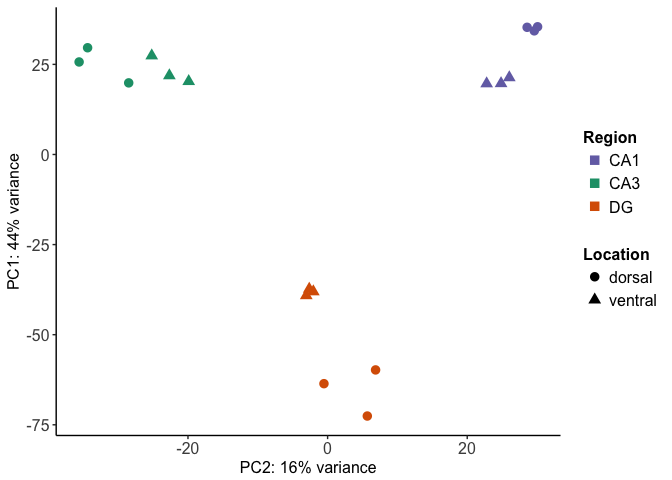 PC1: 44% variance
25
0
-25
-50
-75
-20
0
20
PC2: 16% variance
Region
CA1
CA3
DG
Location
dorsal
ventral